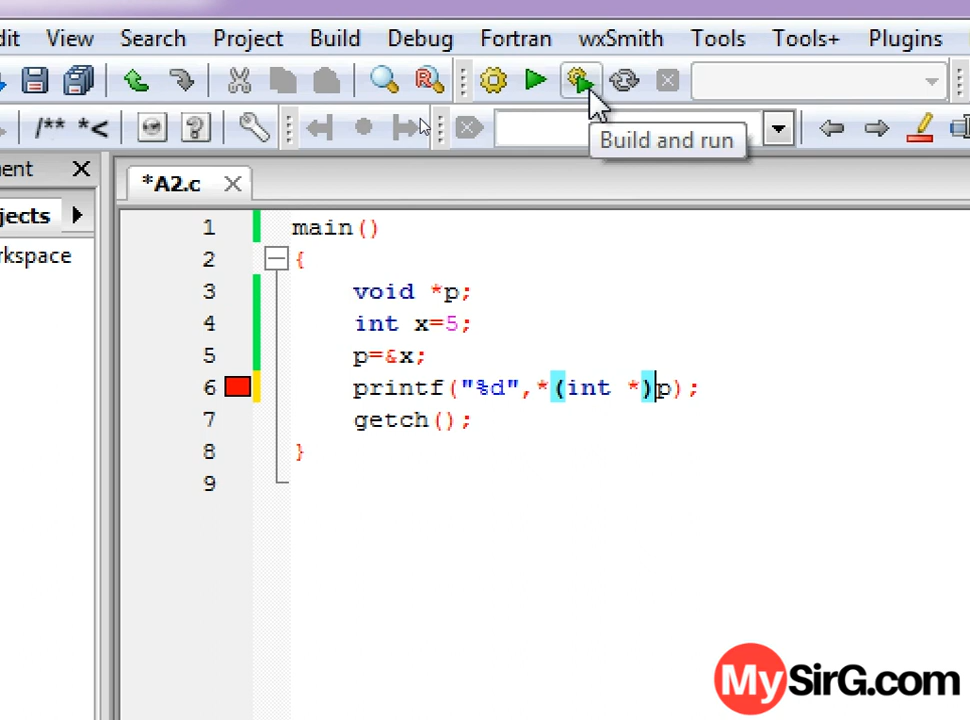 dit View Search Project Build Debug Fortran wxSmith Tools Tools+ Plugins
/** *<
Build and run
ent
*A2.c
jects
rkspace
1 main()
2 {
3 void *p;
4 int x=5;
5 p=&x;
6 printf("%d",*(int *)p);
7 getch();
8 }
9
MySirG.com